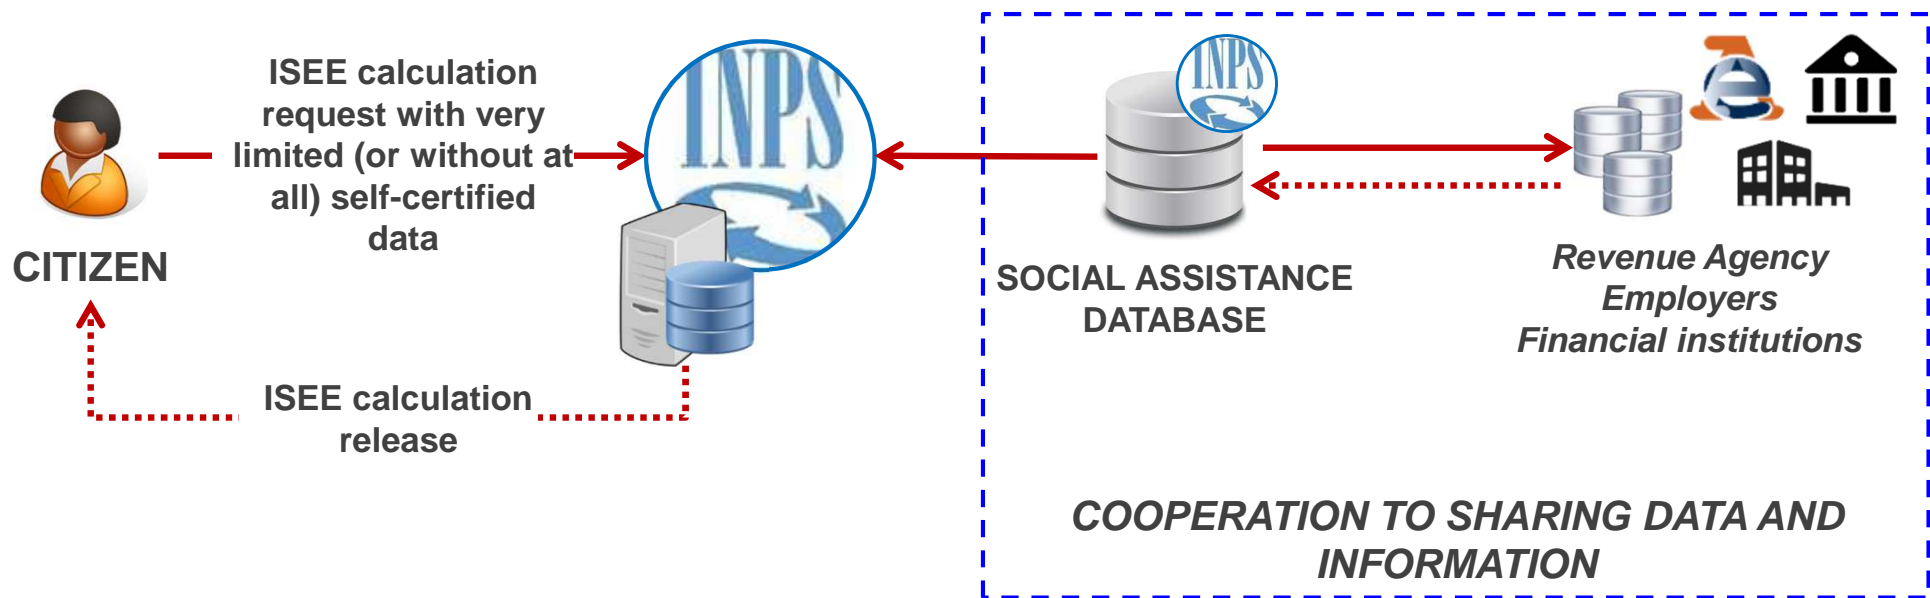 ISEE calculation
request with very
limited (or without at
all) self-certified
data
CITIZEN
ISEE calculation
release
INPS
INPS
SOCIAL ASSISTANCE
DATABASE
e
Revenue Agency
Employers
Financial institutions
COOPERATION TO SHARING DATA AND
INFORMATION